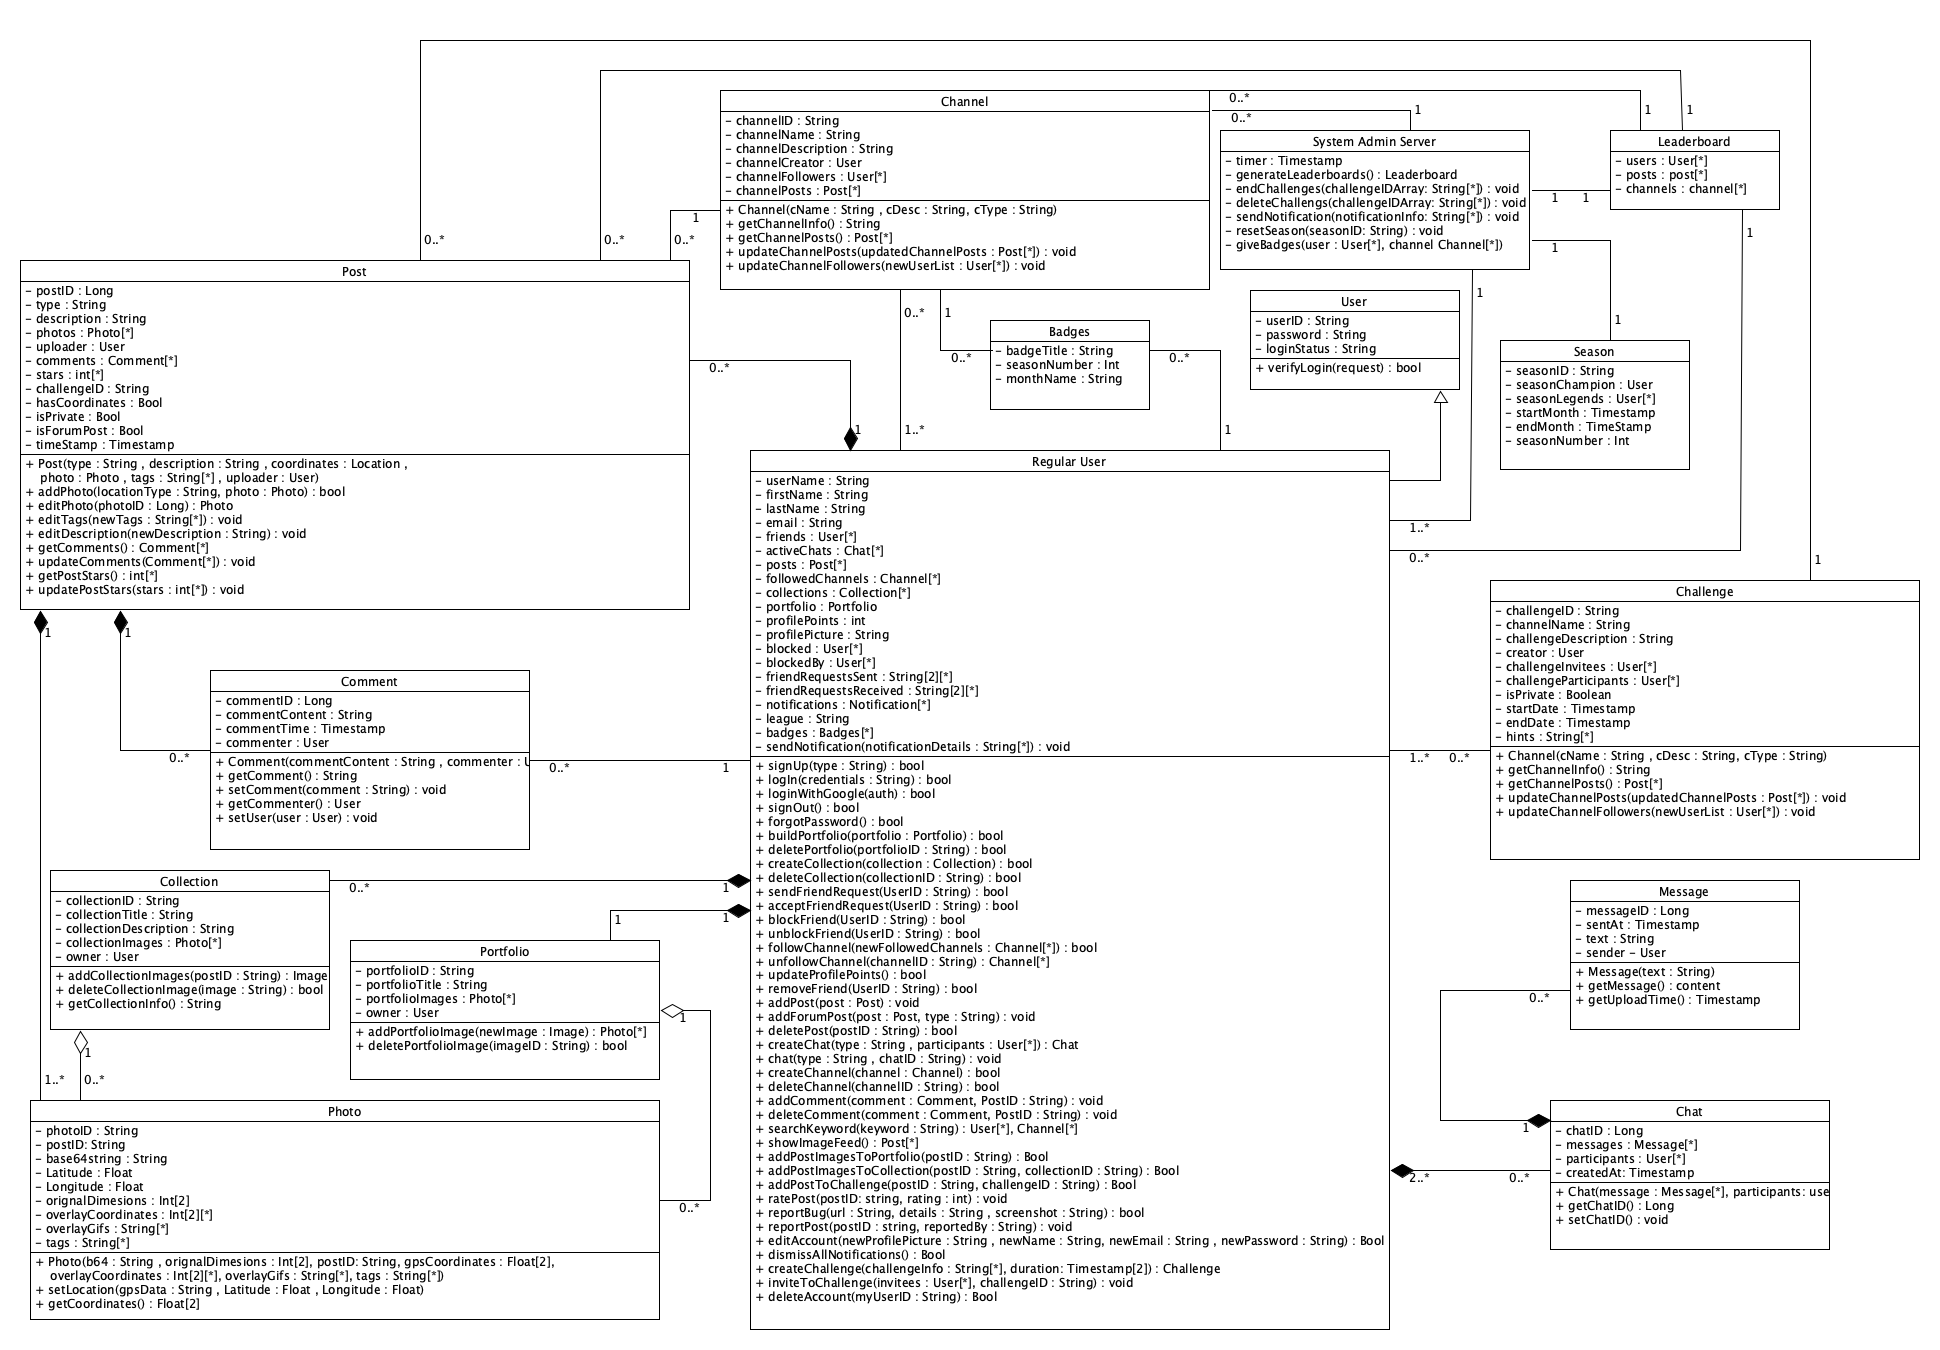 Channel
– channelID : String
– channelName : String
– channelDescription : String
– channelCreator : User
– channelFollowers : User[*]
– channelPosts : Post[*]
+ Channel(cName : String , cDesc : String, cType : String)
+ getChannelInfo() : String
+ getChannelPosts() : Post[*]
+ updateChannelPosts(updatedChannelPosts : Post[*]) : void
+ updateChannelFollowers(newUserList : User[*]) : void
0..*
0..*
1
1
1
System Admin Server
– timer : Timestamp
– generateLeaderboards() : Leaderboard
– endChallenges(challengeIDArray: String[*]) : void
– deleteChallengs(challengeIDArray: String[*]) : void
– sendNotification(notificationInfo: String[*]) : void
– resetSeason(seasonID: String) : void
– giveBadges(user : User[*], channel Channel[*])
Leaderboard
– users : User[*]
– posts : post[*]
– channels : channel[*]
1
1
1
1
0..*
0..*
0..*
1
1
1
Post
– postID : Long
– type : String
– description : String
– photos : Photo[*]
– uploader : User
– comments : Comment[*]
– stars : int[*]
– challengeID : String
– hasCoordinates : Bool
– isPrivate : Bool
– isForumPost : Bool
– timeStamp : Timestamp
+ Post(type : String , description : String , coordinates : Location ,
photo : Photo , tags : String[*] , uploader : User)
+ addPhoto(locationType : String, photo : Photo) : bool
+ editPhoto(photoID : Long) : Photo
+ editTags(newTags : String[*]) : void
+ editDescription(newDescription : String) : void
+ getComments() : Comment[*]
+ updateComments(Comment[*]) : void
+ getPostStars() : int[*]
+ updatePostStars(stars : int[*]) : void
0..*
1
0..*
1..*
1
0..*
Badges
– badgeTitle : String
– seasonNumber : Int
– monthName : String
0..*
1
User
– userID : String
– password : String
– loginStatus : String
+ verifyLogin(request) : bool
1
Season
– seasonID : String
– seasonChampion : User
– seasonLegends : User[*]
– startMonth : Timestamp
– endMonth : TimeStamp
– seasonNumber : Int
Regular User
– userName : String
– firstName : String
– lastName : String
– email : String
– friends : User[*]
– activeChats : Chat[*]
– posts : Post[*]
– followedChannels : Channel[*]
– collections : Collection[*]
– portfolio : Portfolio
– profilePoints : int
– profilePicture : String
– blocked : User[*]
– blockedBy : User[*]
– friendRequestsSent : String[2][*]
– friendRequestsReceived : String[2][*]
– notifications : Notification[*]
– league : String
– badges : Badges[*]
– sendNotification(notificationDetails : String[*]) : void
+ signUp(type : String) : bool
+ logIn(credentials : String) : bool
+ loginWithGoogle(auth) : bool
+ signOut() : bool
+ forgotPassword() : bool
+ buildPortfolio(portfolio : Portfolio) : bool
+ deletePortfolio(portfolioID : String) : bool
+ createCollection(collection : Collection) : bool
+ deleteCollection(collectionID : String) : bool
+ sendFriendRequest(UserID : String) : bool
+ acceptFriendRequest(UserID : String) : bool
+ blockFriend(UserID : String) : bool
+ unblockFriend(UserID : String) : bool
+ followChannel(newFollowedChannels : Channel[*]) : bool
+ unfollowChannel(channelID : String) : Channel[*]
+ updateProfilePoints() : bool
+ removeFriend(UserID : String) : bool
+ addPost(post : Post) : void
+ addForumPost(post : Post, type : String) : void
+ deletePost(postID : String) : bool
+ createChat(type : String , participants : User[*]) : Chat
+ chat(type : String , chatID : String) : void
+ createChannel(channel : Channel) : bool
+ deleteChannel(channelID : String) : bool
+ addComment(comment : Comment, PostID : String) : void
+ deleteComment(comment : Comment, PostID : String) : void
+ searchKeyword(keyword : String) : User[*], Channel[*]
+ showImageFeed() : Post[*]
+ addPostImagesToPortfolio(postID : String) : Bool
+ addPostImagesToCollection(postID : String, collectionID : String) : Bool
+ addPostToChallenge(postID : String, challengeID : String) : Bool
+ ratePost(postID: string, rating : int) : void
+ reportBug(url : String, details : String , screenshot : String) : bool
+ reportPost(postID : string, reportedBy : String) : void
+ editAccount(newProfilePicture : String , newName : String, newEmail : String , newPassword : String) : Bool
+ dismissAllNotifications() : Bool
+ createChallenge(challengeInfo : String[*], duration: Timestamp[2]) : Challenge
+ inviteToChallenge(invitees : User[*], challengeID : String) : void
+ deleteAccount(myUserID : String) : Bool
1..*
0..*
1
Challenge
– challengeID : String
– channelName : String
– challengeDescription : String
– creator : User
– challengeInvitees : User[*]
– challengeParticipants : User[*]
– isPrivate : Boolean
– startDate : Timestamp
– endDate : Timestamp
– hints : String[*]
+ Channel(cName : String , cDesc : String, cType : String)
+ getChannelInfo() : String
+ getChannelPosts() : Post[*]
+ updateChannelPosts(updatedChannelPosts : Post[*]) : void
+ updateChannelFollowers(newUserList : User[*]) : void
1..*
0..*
1
1
Comment
– commentID : Long
– commentContent : String
– commentTime : Timestamp
– commenter : User
+ Comment(commentContent : String , commenter : U
+ getComment() : String
+ setComment(comment : String) : void
+ getCommenter() : User
+ setUser(user : User) : void
0..*
0..*
1
Collection
– collectionID : String
– collectionTitle : String
– collectionDescription : String
– collectionImages : Photo[*]
– owner : User
+ addCollectionImages(postID : String) : Image
+ deleteCollectionImage(image : String) : bool
+ getCollectionInfo() : String
0..*
1
1
1
Portfolio
– portfolioID : String
– portfolioTitle : String
– portfolioImages : Photo[*]
– owner : User
+ addPortfolioImage(newImage : Image) : Photo[*]
+ deletePortfolioImage(imageID : String) : bool
1
0..*
1
1..*
0..*
Photo
– photoID : String
– postID: String
– base64string : String
– Latitude : Float
– Longitude : Float
– orignalDimesions : Int[2]
– overlayCoordinates : Int[2][*]
– overlayGifs : String[*]
– tags : String[*]
+ Photo(b64 : String , orignalDimesions : Int[2], postID: String, gpsCoordinates : Float[2],
overlayCoordinates : Int[2][*], overlayGifs : String[*], tags : String[*])
+ setLocation(gpsData : String , Latitude : Float , Longitude : Float)
+ getCoordinates() : Float[2]
Message
– messageID : Long
– sentAt : Timestamp
– text : String
– sender – User
+ Message(text : String)
+ getMessage() : content
+ getUploadTime() : Timestamp
0..*
1
Chat
– chatID : Long
– messages : Message[*]
– participants : User[*]
– createdAt: Timestamp
+ Chat(message : Message[*], participants: use
+ getChatID() : Long
+ setChatID() : void
2..*
0..*